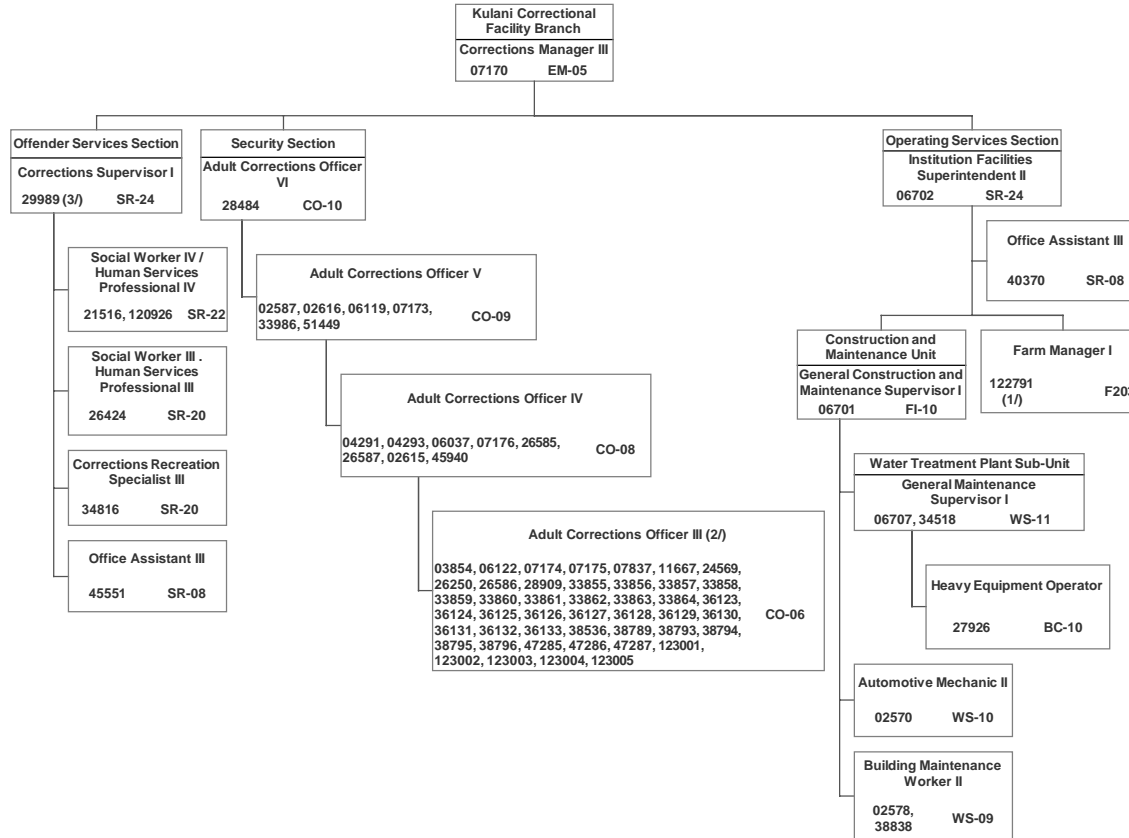 Kulani Correctional
Facility Branch
Corrections Manager III
07170 EM-05
Offender Services Section
Corrections Supervisor I
29989 (3/) SR-24
Social Worker IV /
Human Services
Professional IV
21516, 120926 SR-22
Social Worker III .
Human Services
Professional III
26424 SR-20
Corrections Recreation
Specialist III
34816 SR-20
Office Assistant III
45551 SR-08
Security Section
Adult Corrections Officer
VI
28484 CO-10
Adult Corrections Officer V
02587, 02616, 06119, 07173,
33986, 51449
CO-09
Adult Corrections Officer IV
04291, 04293, 06037, 07176, 26585,
26587, 02615, 45940
CO-08
Adult Corrections Officer III (2/)
03854, 06122, 07174, 07175, 07837, 11667, 24569,
26250, 26586, 28909, 33855, 33856, 33857, 33858,
33859, 33860, 33861, 33862, 33863, 33864, 36123,
36124, 36125, 36126, 36127, 36128, 36129, 36130,
36131, 36132, 36133, 38536, 38789, 38793, 38794,
38795, 38796, 47285, 47286, 47287, 123001,
123002, 123003, 123004, 123005
CO-06
Operating Services Section
Institution Facilities
Superintendent II
06702 SR-24
Office Assistant III
40370 SR-08
Construction and
Maintenance Unit
General Construction and
Maintenance Supervisor I
06701 FI-10
Farm Manager I
122791
(1/)
F203
Water Treatment Plant Sub-Unit
General Maintenance
Supervisor I
06707, 34518 WS-11
Heavy Equipment Operator
27926 BC-10
Automotive Mechanic II
02570 WS-10
Building Maintenance
Worker II
02578,
38838
WS-09